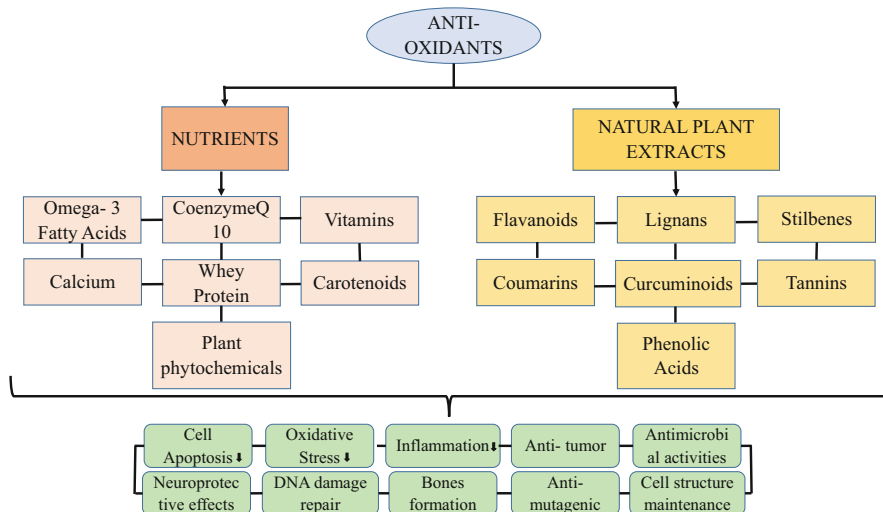 ANTI-
OXIDANTS
NUTRIENTS
NATURAL PLANT
EXTRACTS
Omega- 3
Fatty Acids
CoenzymeQ
10
Vitamins
Calcium
Whey
Protein
Carotenoids
Plant
phytochemicals
Flavanoids
Lignans
Stilbenes
Coumarins
Curcuminoids
Tannins
Phenolic
Acids
Cell
Apoptosis⬇
Oxidative
Stress⬇
Inflammation⬇
Anti- tumor
Antimicrobi
al activities
Neuroprotec
tive effects
DNA damage
repair
Bones
formation
Anti-
mutagenic
Cell structure
maintenance